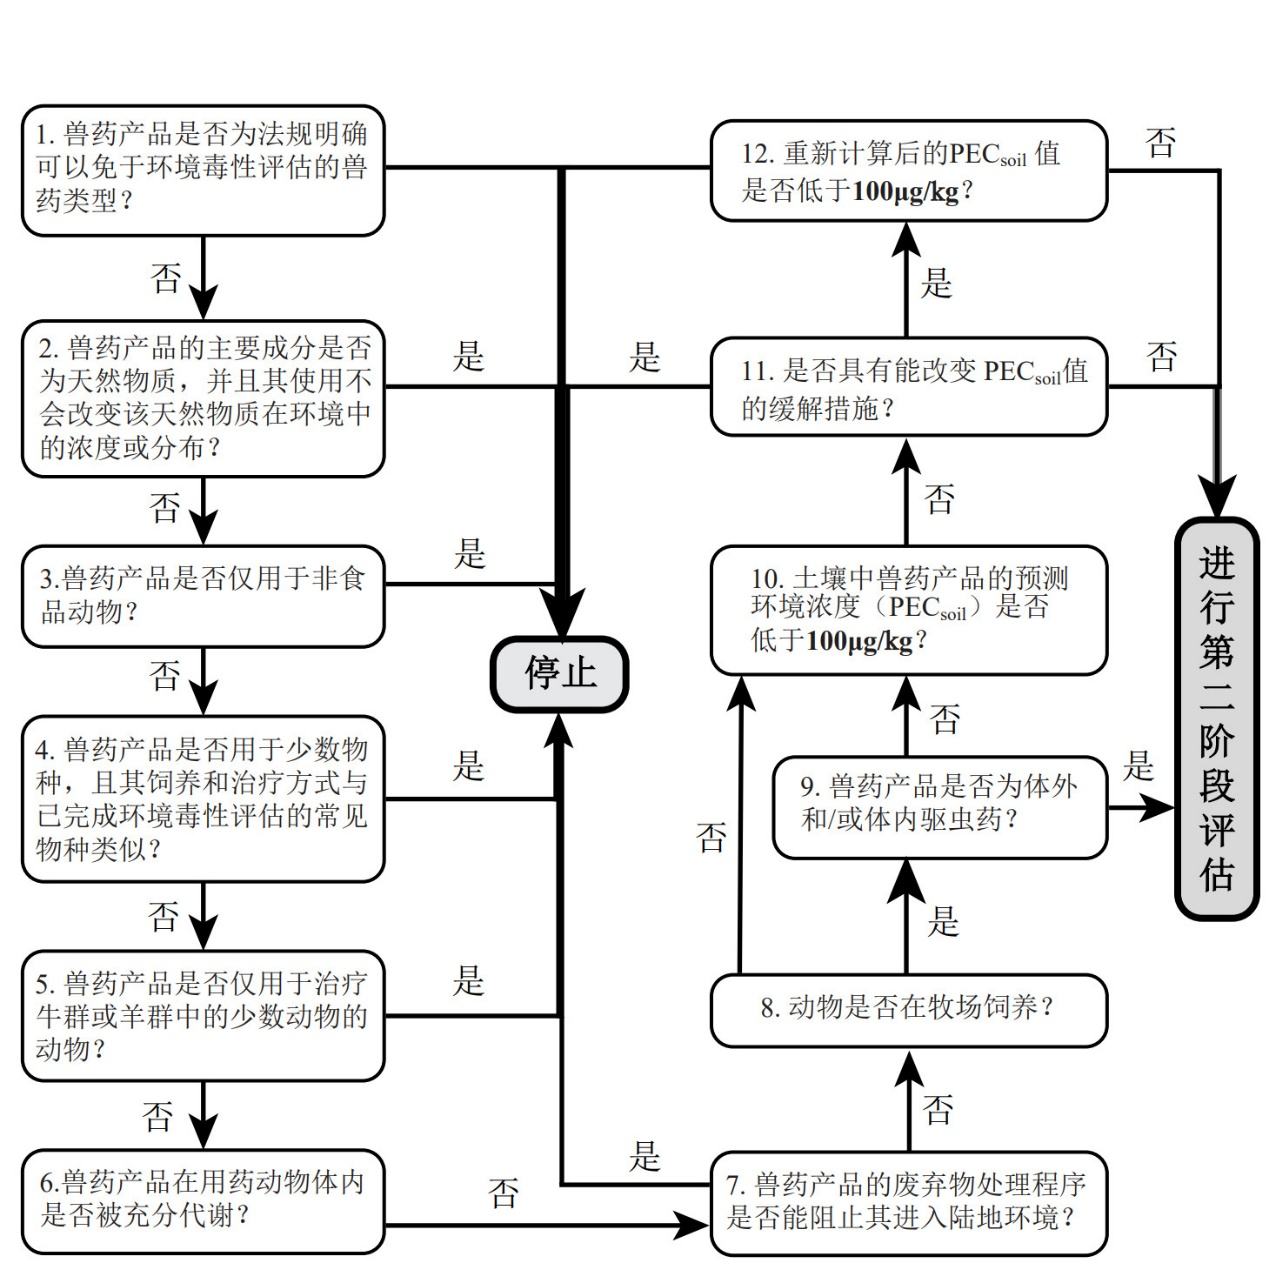 1. 兽药产品是否为法规明确
可以免于环境毒性评估的兽
药类型？
否
2. 兽药产品的主要成分是否
为天然物质，并且其使用不
会改变该天然物质在环境中
的浓度或分布？
是
否
3.兽药产品是否仅用于非食
品动物？
是
否
4. 兽药产品是否用于少数物
种，且其饲养和治疗方式与
已完成环境毒性评估的常见
物种类似？
是
否
5. 兽药产品是否仅用于治疗
牛群或羊群中的少数动物的
动物？
是
否
6.兽药产品在用药动物体内
是否被充分代谢？
否
停止
7. 兽药产品的废弃物处理程序
是否能阻止其进入陆地环境？
是
否
8. 动物是否在牧场饲养？
否
是
9. 兽药产品是否为体外
和/或体内驱虫药？
是
否
10. 土壤中兽药产品的预测
环境浓度（PECsoil）是否
低于100μg/kg？
否
11. 是否具有能改变 PECsoil值
的缓解措施？
是
否
是
12. 重新计算后的PECsoil 值
是否低于100μg/kg？
否
进
行
第
二
阶
段
评
估